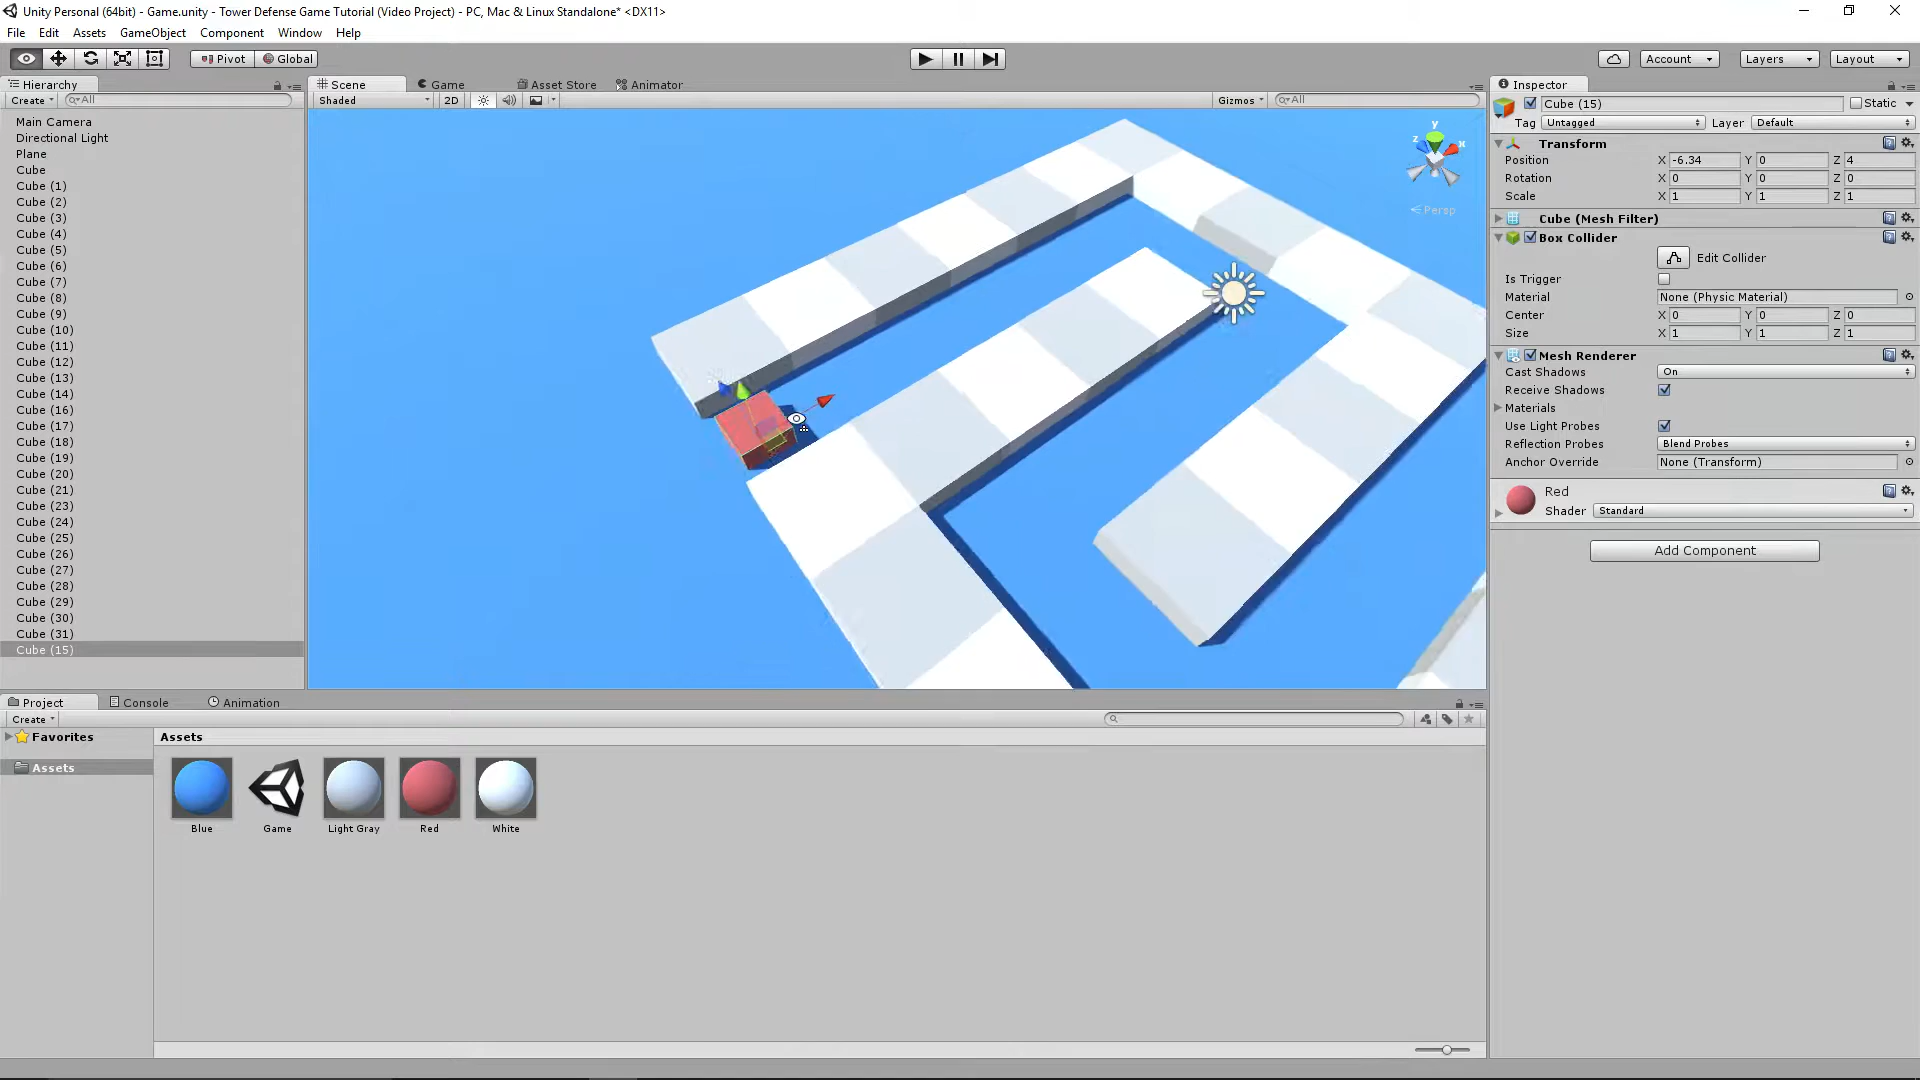 Unity Personal (64bit) - Game.unity - Tower Defense Game Tutorial (Video Project) - PC, Mac & Linux Standalone* <DX11>
File Edit Assets GameObject Component Window Help
Pivot Global Account Layers Layout
Hierarchy
Create All
Main Camera
Directional Light
Plane
Cube
Cube (1)
Cube (2)
Cube (3)
Cube (4)
Cube (5)
Cube (6)
Cube (7)
Cube (8)
Cube (9)
Cube (10)
Cube (11)
Cube (12)
Cube (13)
Cube (14)
Cube (16)
Cube (17)
Cube (18)
Cube (19)
Cube (20)
Cube (21)
Cube (23)
Cube (24)
Cube (25)
Cube (26)
Cube (27)
Cube (28)
Cube (29)
Cube (30)
Cube (31)
Cube (15)
Scene Game Asset Store Animator
Shaded 2D Gizmos All
y
z x
Persp
Inspector
Cube (15) Static
Tag Untagged Layer Default
Transform
Position X -6.34 Y 0 Z 4
Rotation X 0 Y 0 Z 0
Scale X 1 Y 1 Z 1
Cube (Mesh Filter)
Box Collider
Edit Collider
Is Trigger
Material None (Physic Material)
Center X 0 Y 0 Z 0
Size X 1 Y 1 Z 1
Mesh Renderer
Cast Shadows On
Receive Shadows
Materials
Use Light Probes
Reflection Probes Blend Probes
Anchor Override None (Transform)
Red
Shader Standard
Add Component
Project Console Animation
Create
Favorites
Assets
Assets
Blue Game Light Gray Red White